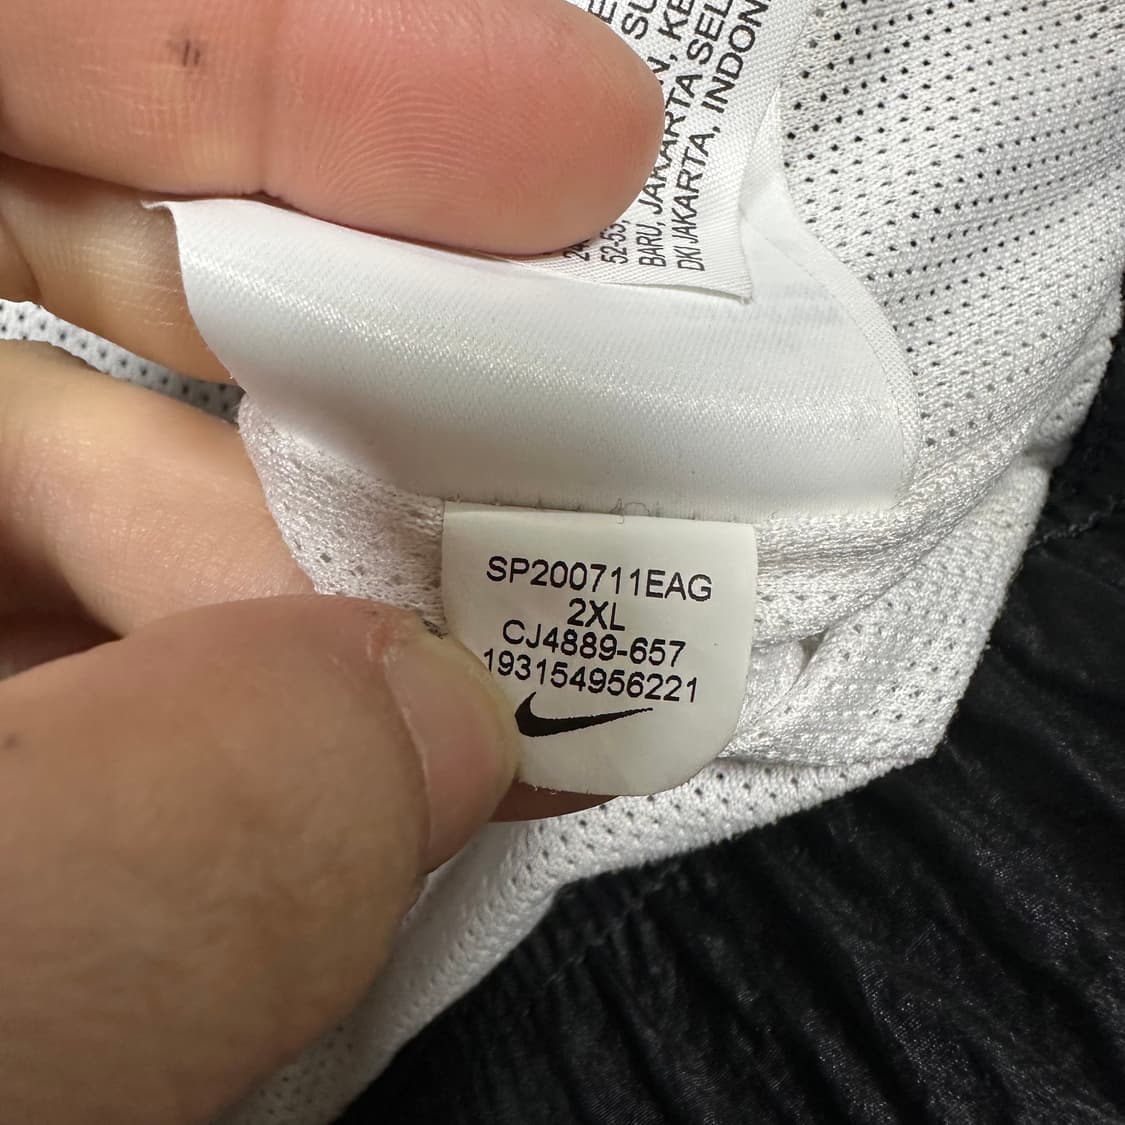 BARU, JAKARTA SEL
DKI JAKARTA, INDON
SP200711EAG
2XL
CJ4889-657
193154956221